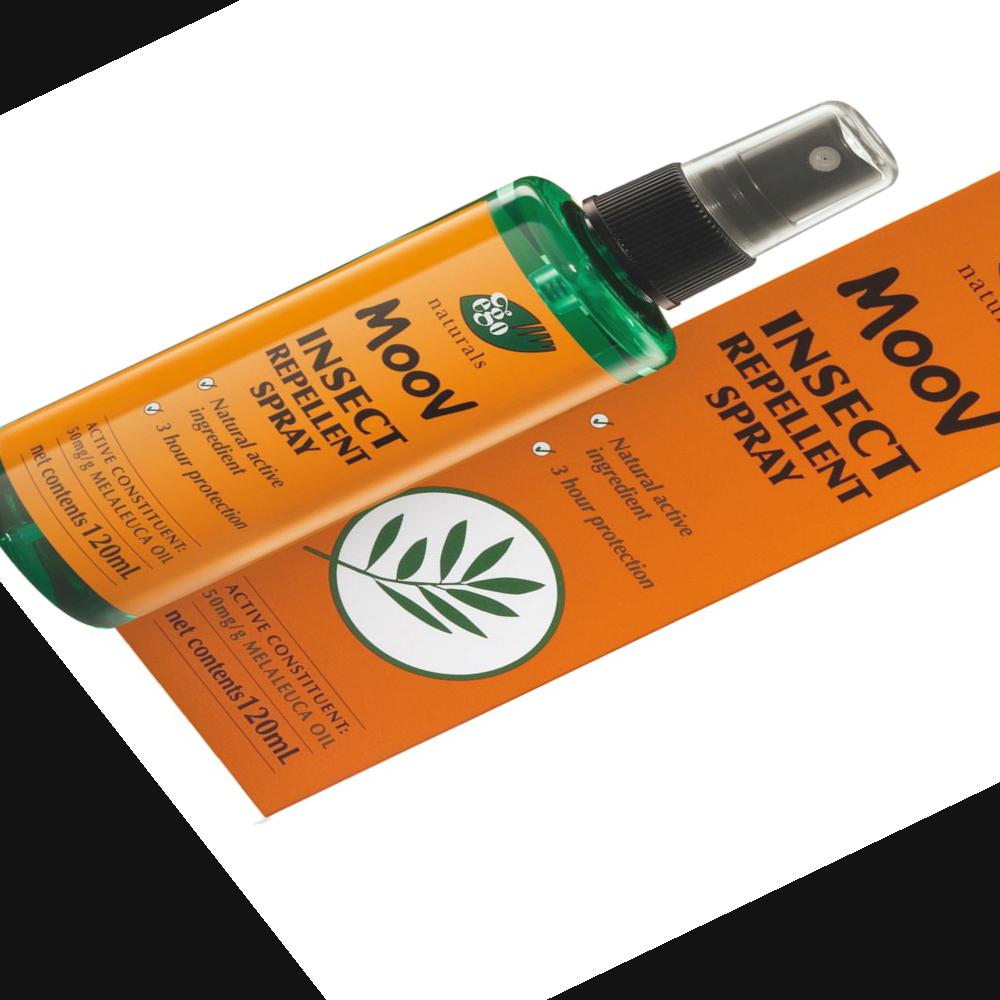 ego
naturals
MOOV
INSECT
REPELLENT
SPRAY
Natural active
ingredient
3 hour protection
ACTIVE CONSTITUENT:
50mg/g MELALEUCA OIL
net contents 120mL
natur
MOOV
INSECT
REPELLENT
SPRAY
Natural active
ingredient
3 hour protection
ACTIVE CONSTITUENT:
50mg/g MELALEUCA OIL
net contents 120mL